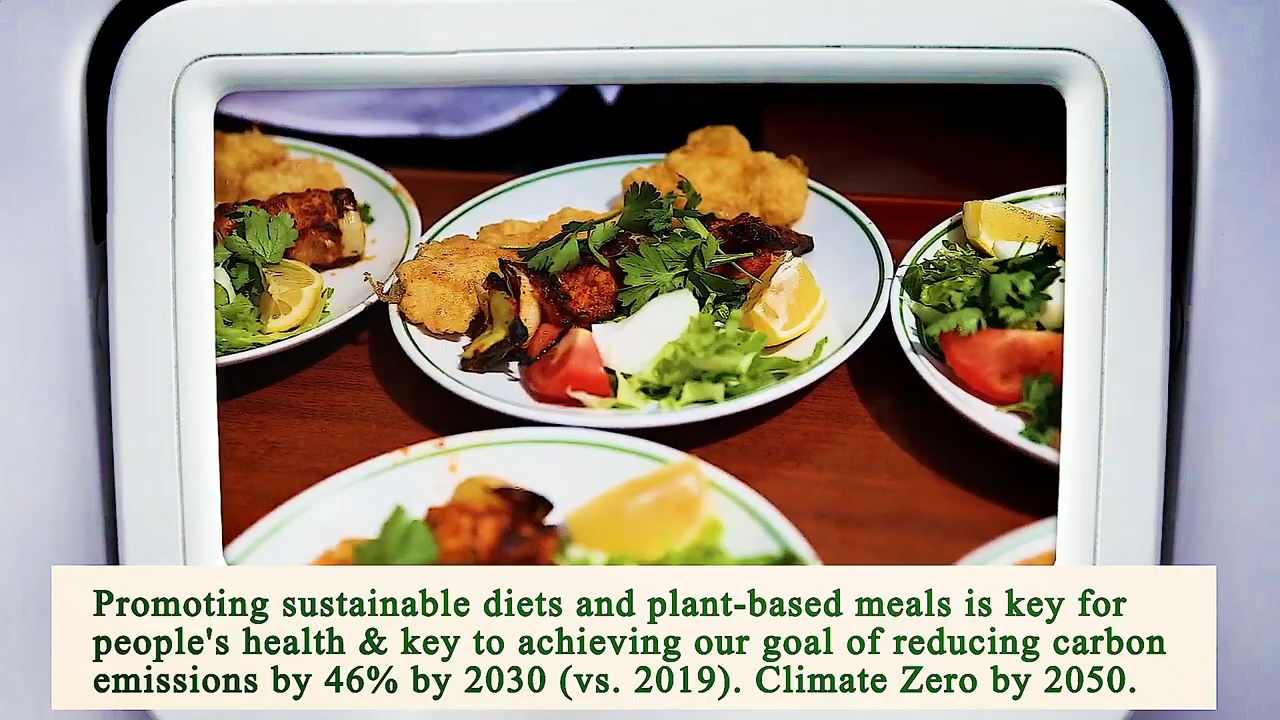 Promoting sustainable diets and plant-based meals is key for
people's health & key to achieving our goal of reducing carbon
emissions by 46% by 2030 (vs. 2019). Climate Zero by 2050.